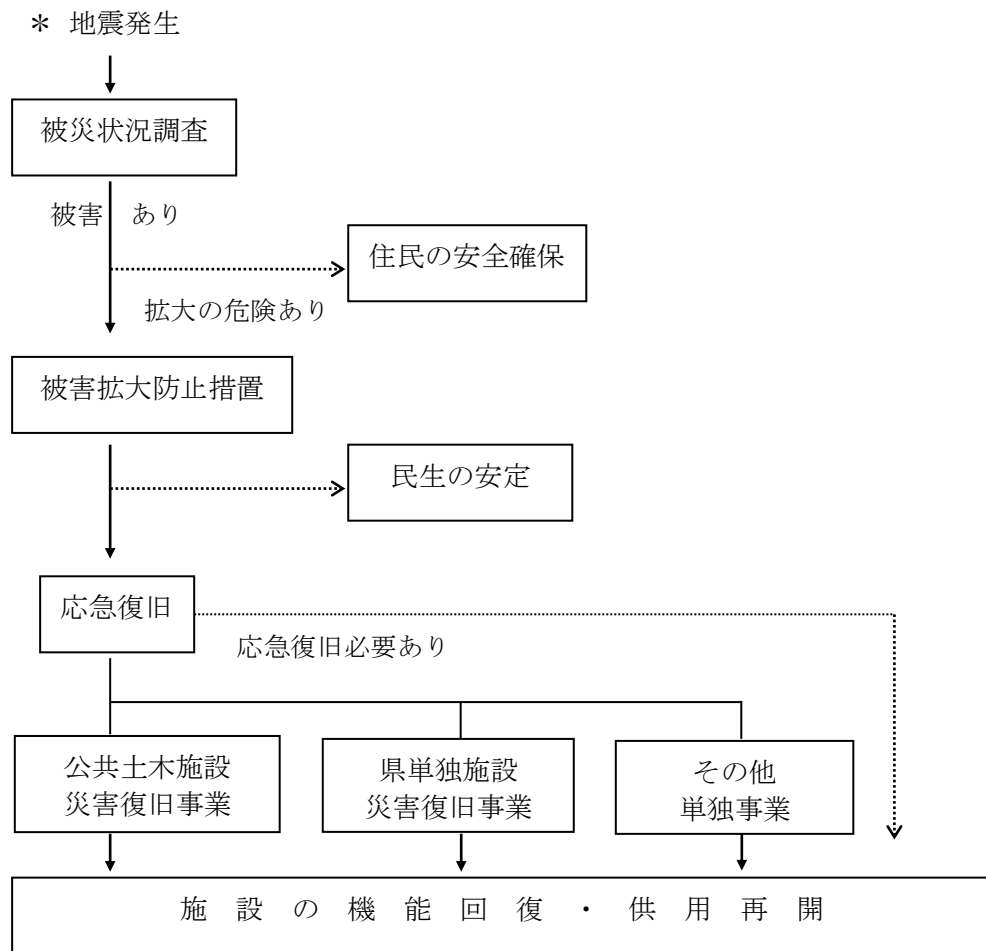 ＊ 地震発生
被災状況調査
被害 あり
住民の安全確保
拡大の危険あり
被害拡大防止措置
民生の安定
応急復旧
応急復旧必要あり
公共土木施設
災害復旧事業
県単独施設
災害復旧事業
その他
単独事業
施設の機能回復・供用再開